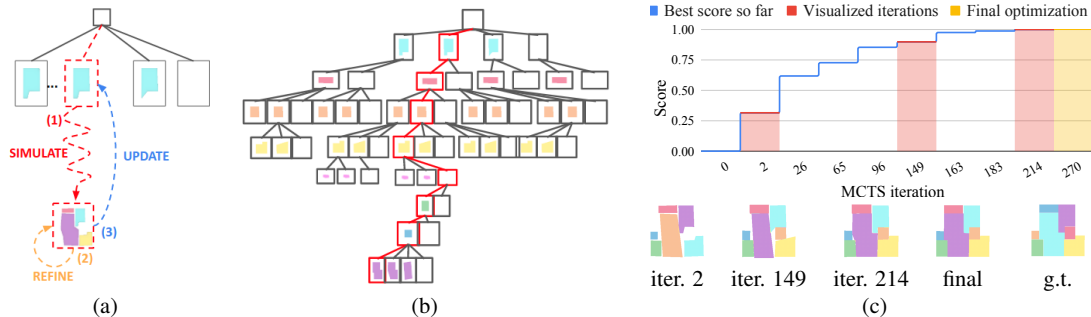 Best score so far Visualized iterations Final optimization
1.00
0.75
0.50
0.25
0.00
Score
0 2 26 65 96 149 163 183 214 270
MCTS iteration
...
(1)
SIMULATE UPDATE
(3)
(2)
REFINE
iter. 2 iter. 149 iter. 214 final g.t.
(a) (b) (c)